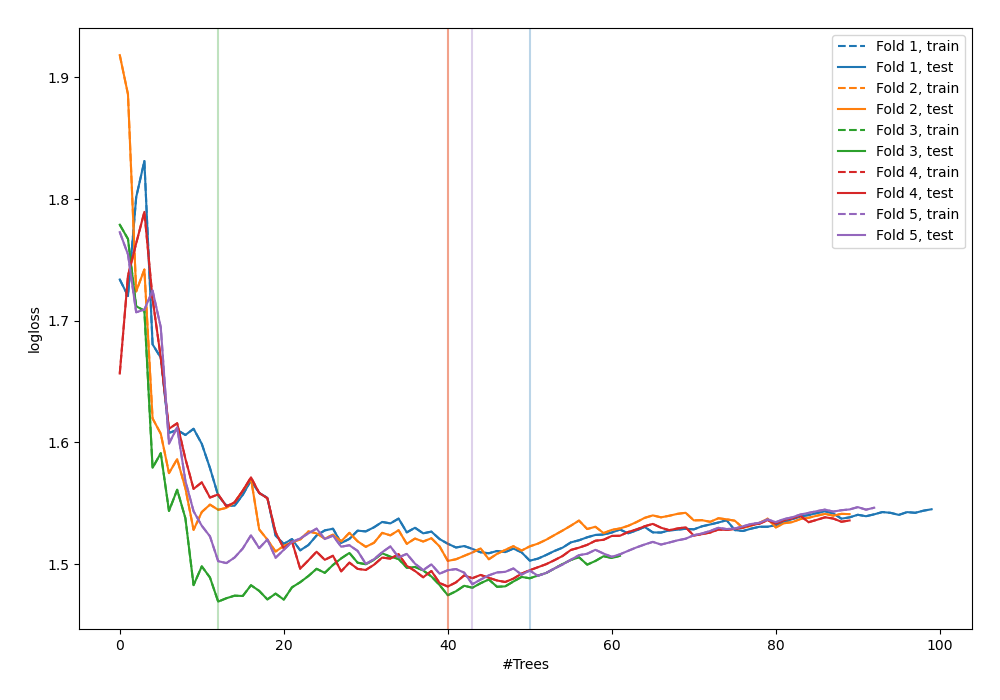 logloss
1.9
1.8
1.7
1.6
1.5
0
20
40
60
80
100
#Trees
Fold 1, train
Fold 1, test
Fold 2, train
Fold 2, test
Fold 3, train
Fold 3, test
Fold 4, train
Fold 4, test
Fold 5, train
Fold 5, test